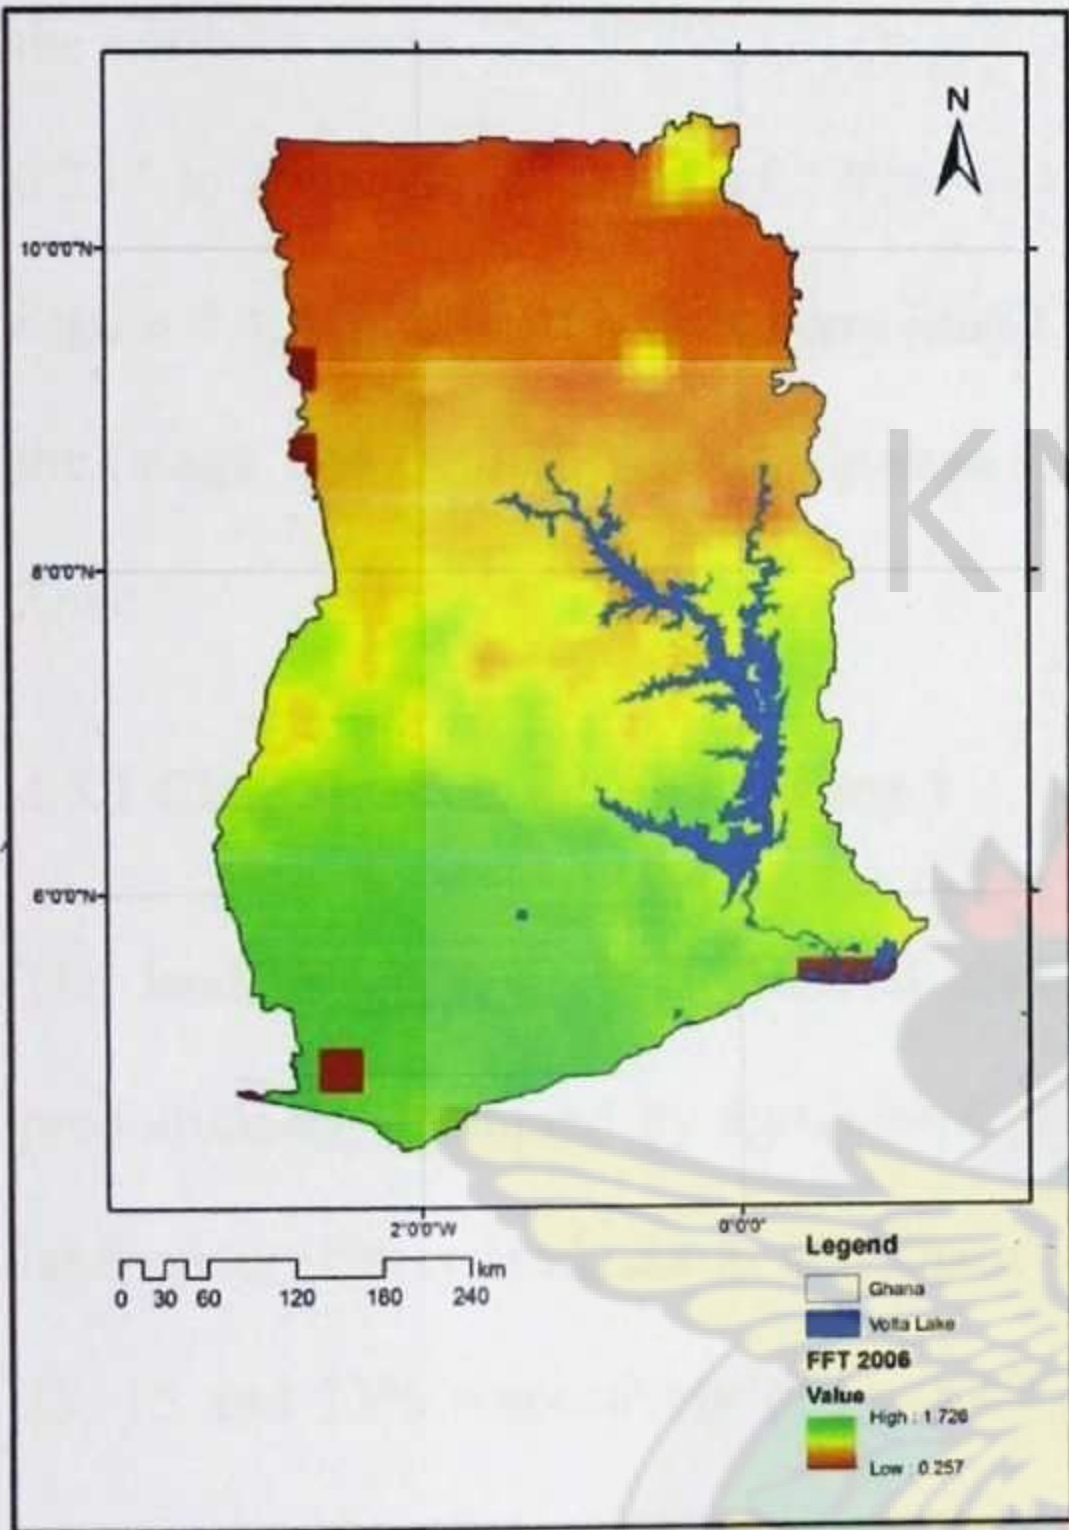 N
10°0'0"N
KN
8°0'0"N
6°0'0"N
2°0'0"W
0°0'0"
0 30 60 120 180 240 km
Legend
Ghana
Volta Lake
FFT 2006
Value
High : 1.726
Low : 0.257